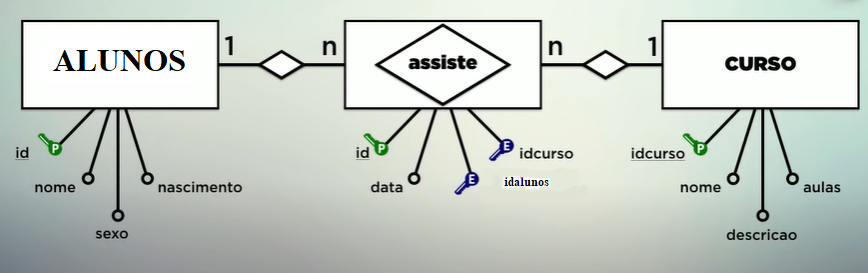 ALUNOS
1
n
assiste
n
1
CURSO
id
P
nome
sexo
nascimento
id
P
data
E
idalunos
E
idcurso
idcurso
P
nome
descricao
aulas